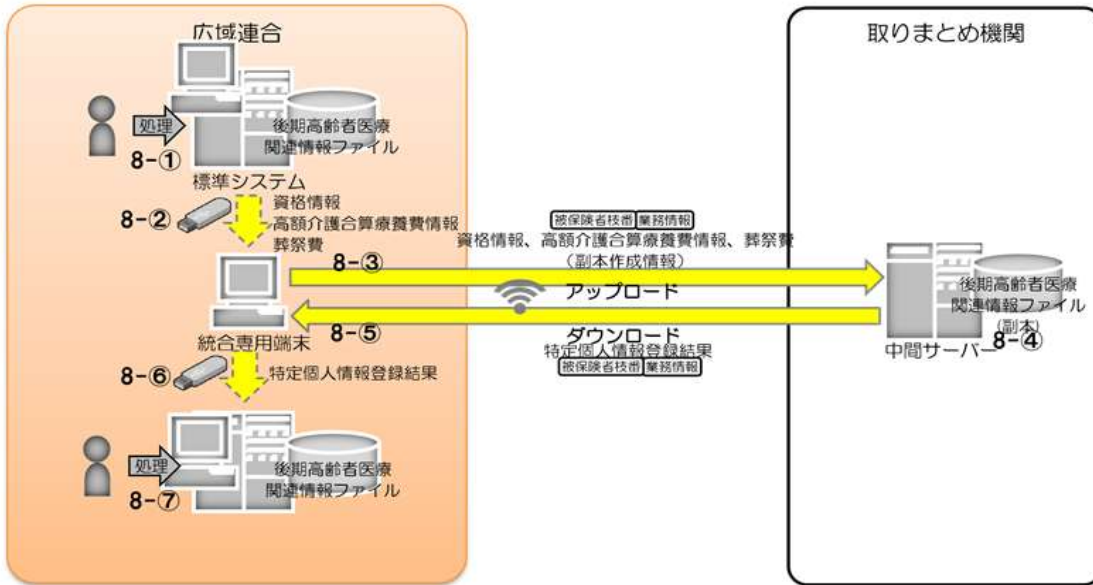 広域連合
処理
後期高齢者医療
関連情報ファイル
8-①
標準システム
8-②
資格情報
高額介護合算療養費情報
葬祭費
8-③
被保険者枝番 業務情報
資格情報、高額介護合算療養費情報、葬祭費
(副本作成情報)
アップロード
8-⑤
ダウンロード
特定個人情報登録結果
被保険者枝番 業務情報
統合専用端末
8-⑥
特定個人情報登録結果
処理
後期高齢者医療
関連情報ファイル
8-⑦
取りまとめ機関
後期高齢者医療
関連情報ファイル
(副本)
8-④
中間サーバー